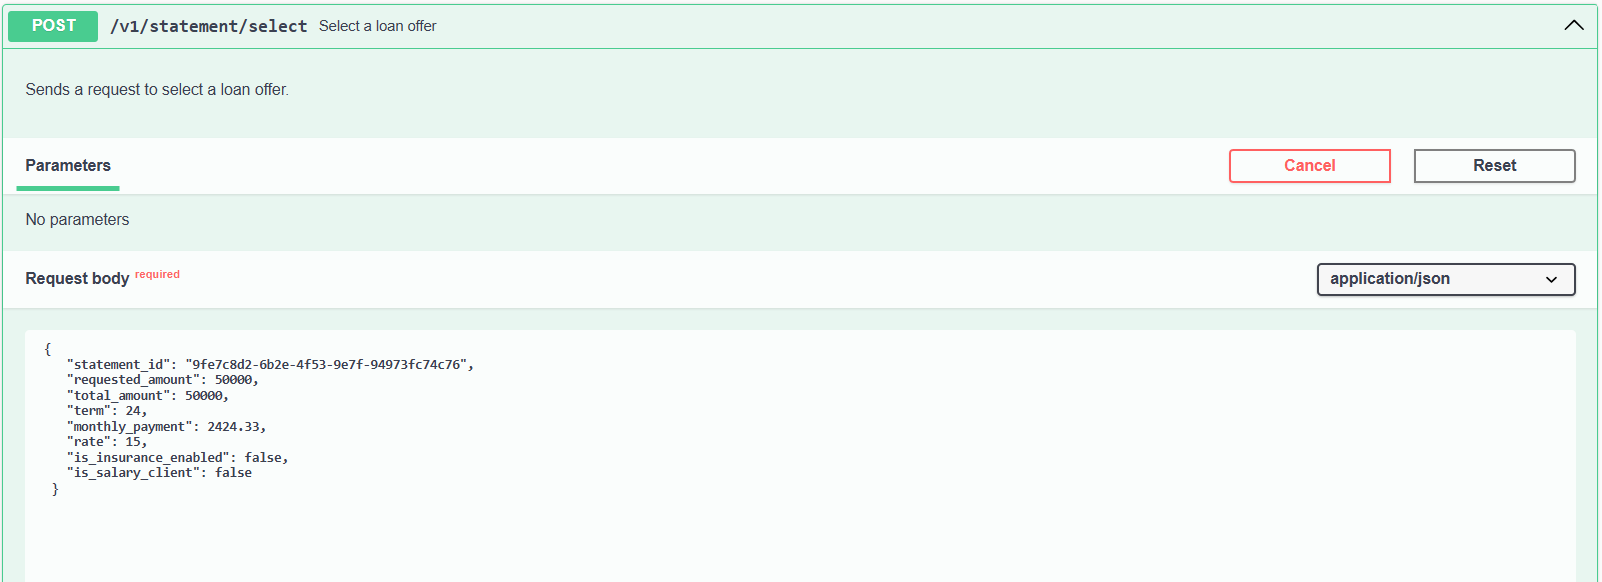 POST /v1/statement/select Select a loan offer
Sends a request to select a loan offer.
Parameters Cancel Reset
No parameters
Request body required application/json
{
"statement_id": "9fe7c8d2-6b2e-4f53-9e7f-94973fc74c76",
"requested_amount": 50000,
"total_amount": 50000,
"term": 24,
"monthly_payment": 2424.33,
"rate": 15,
"is_insurance_enabled": false,
"is_salary_client": false
}